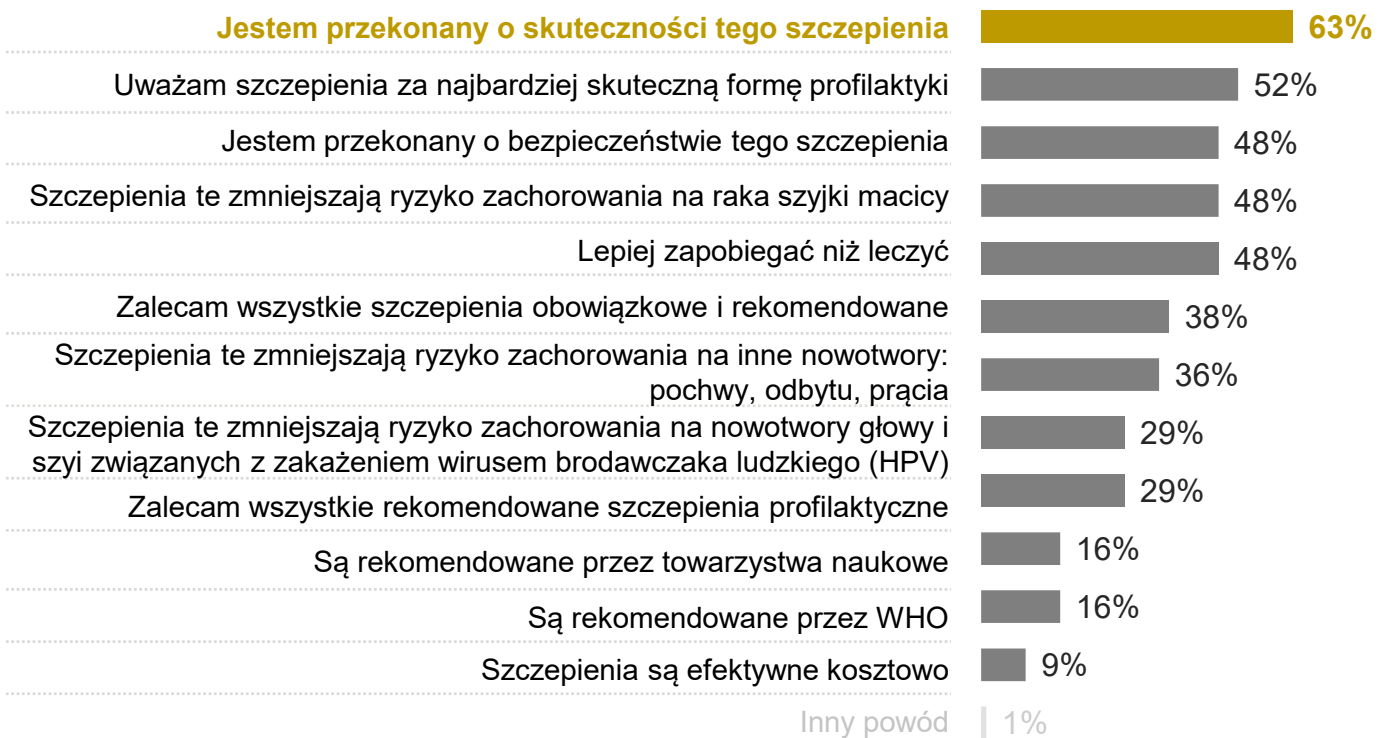 Jestem przekonany o skuteczności tego szczepienia 63%
Uważam szczepienia za najbardziej skuteczną formę profilaktyki 52%
Jestem przekonany o bezpieczeństwie tego szczepienia 48%
Szczepienia te zmniejszają ryzyko zachorowania na raka szyjki macicy 48%
Lepiej zapobiegać niż leczyć 48%
Zalecam wszystkie szczepienia obowiązkowe i rekomendowane 38%
Szczepienia te zmniejszają ryzyko zachorowania na inne nowotwory:
pochwy, odbytu, prącia 36%
Szczepienia te zmniejszają ryzyko zachorowania na nowotwory głowy i
szyi związanych z zakażeniem wirusem brodawczaka ludzkiego (HPV) 29%
Zalecam wszystkie rekomendowane szczepienia profilaktyczne 29%
Są rekomendowane przez towarzystwa naukowe 16%
Są rekomendowane przez WHO 16%
Szczepienia są efektywne kosztowo 9%
Inny powód 1%